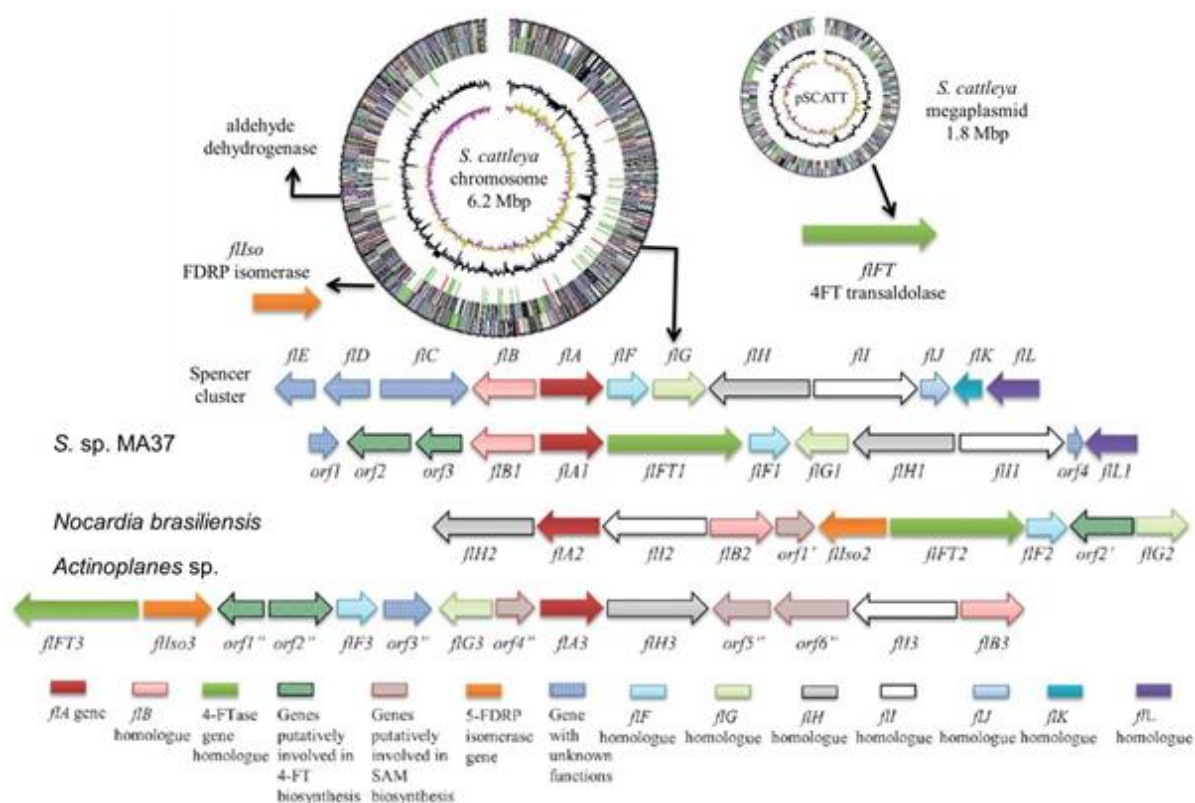 aldehyde
dehydrogenase
S. cattleya
chromosome
6.2 Mbp
pSCATT
S. cattleya
megaplasmid
1.8 Mbp
flIso
FDRP isomerase
flFT
4FT transaldolase
flE flD flC flB flA flF flG flH flI flJ flK flL
Spencer
cluster
S. sp. MA37
orf1 orf2 orf3 flB1 flA1 flFT1 flF1 flG1 flH1 flI1 orf4 flL1
Nocardia brasiliensis
flH2 flA2 flI2 flB2 orf1' flIso2 flFT2 flF2 orf2' flG2
Actinoplanes sp.
flFT3 flIso3 orf1'' orf2'' flF3 orf3'' flG3 orf4'' flA3 flH3 orf5'' orf6'' flI3 flB3
flA gene
flB
homologue
4-FTase
gene
homologue
Genes
putatively
involved in
4-FT
biosynthesis
Genes
putatively
involved in
SAM
biosynthesis
5-FDRP
isomerase
gene
Gene
with
unknown
functions
flF
homologue
flG
homologue
flH
homologue
flI
homologue
flJ
homologue
flK
homologue
flL
homologue